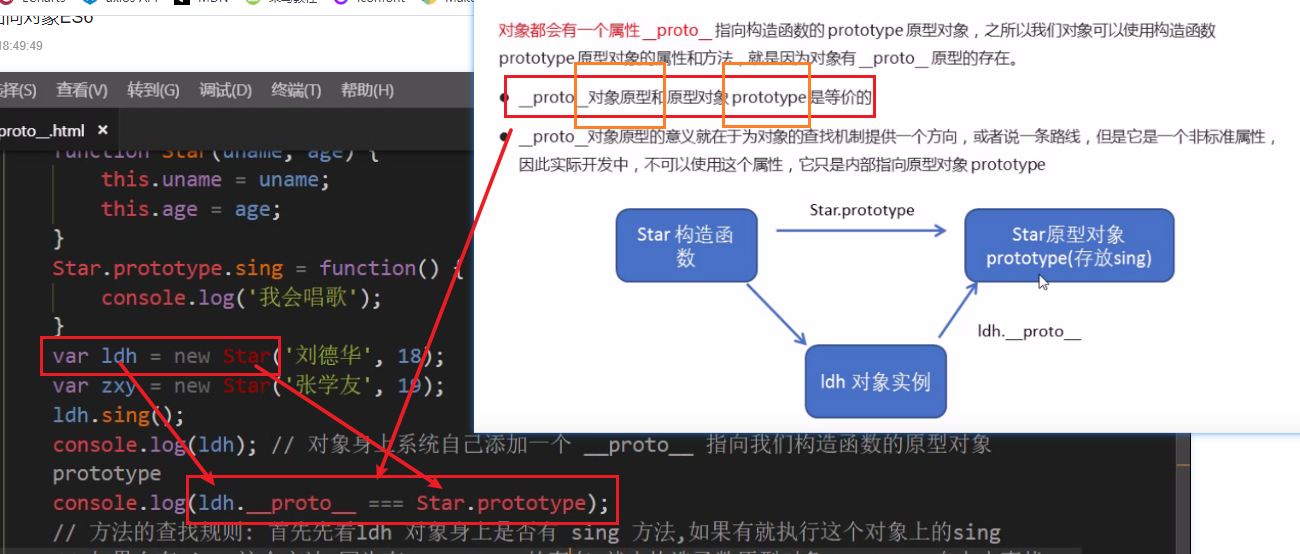 axios API
MDN
菜鸟教程
iconfont
向对象ES6
18:49:49
选择(S) 查看(V) 转到(G) 调试(D) 终端(T) 帮助(H)
proto__.html ×
function Star(uname, age) {
this.uname = uname;
this.age = age;
}
Star.prototype.sing = function() {
console.log('我会唱歌');
}
var ldh = new Star('刘德华', 18);
var zxy = new Star('张学友', 19);
ldh.sing();
console.log(ldh); // 对象身上系统自己添加一个 __proto__ 指向我们构造函数的原型对象
prototype
console.log(ldh.__proto__ === Star.prototype);
// 方法的查找规则: 首先先看ldh 对象身上是否有 sing 方法,如果有就执行这个对象上的sing
对象都会有一个属性 __proto__ 指向构造函数的 prototype 原型对象，之所以我们对象可以使用构造函数
prototype 原型对象的属性和方法，就是因为对象有 __proto__ 原型的存在。
● __proto__对象原型和原型对象 prototype 是等价的
● __proto__对象原型的意义就在于为对象的查找机制提供一个方向，或者说一条路线，但是它是一个非标准属性，
因此实际开发中，不可以使用这个属性，它只是内部指向原型对象 prototype
Star 构造函
数
Star.prototype
Star原型对象
prototype(存放sing)
ldh.__proto__
ldh 对象实例